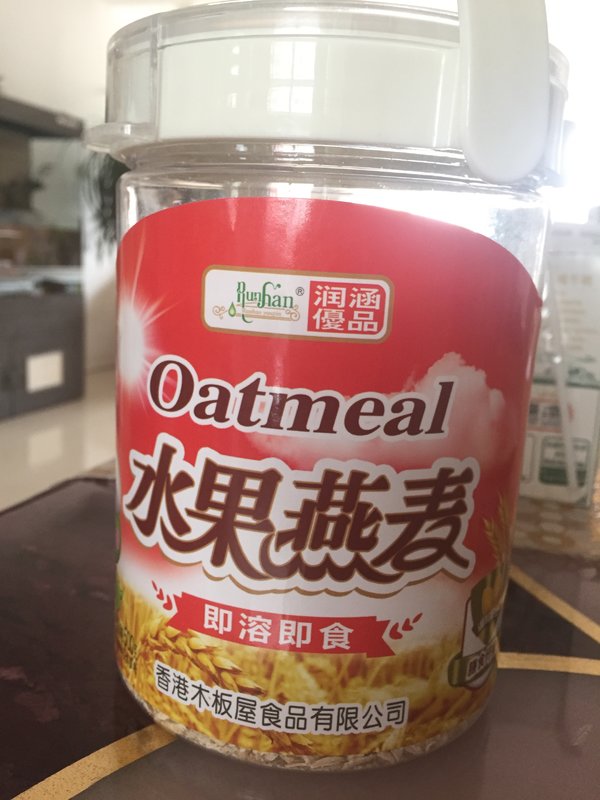 Runhan®
润涵
優品
Oatmeal
水果燕麦
即溶即食
香港木板屋食品有限公司